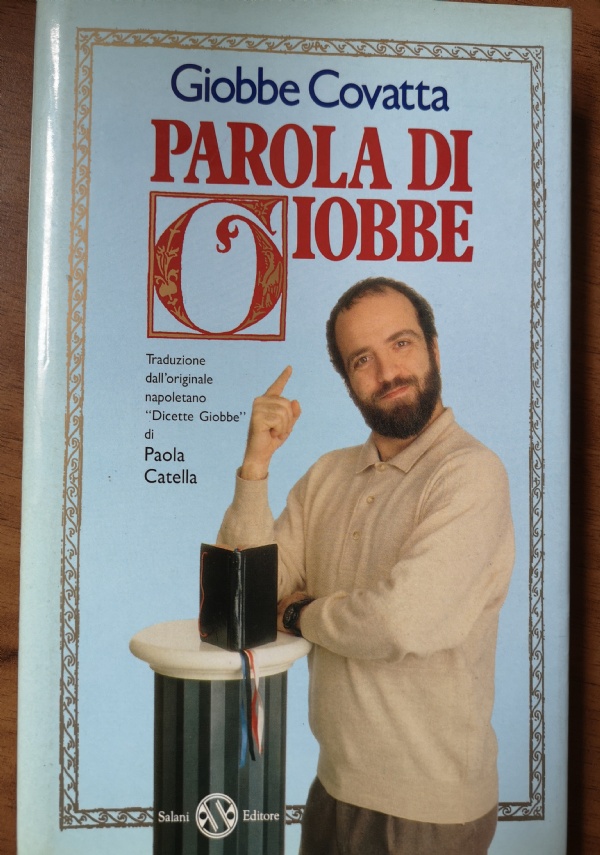 Giobbe Covatta
PAROLA DI
GIOBBE
Traduzione
dall'originale
napoletano
"Dicette Giobbe"
di
Paola
Catella
Salani Editore